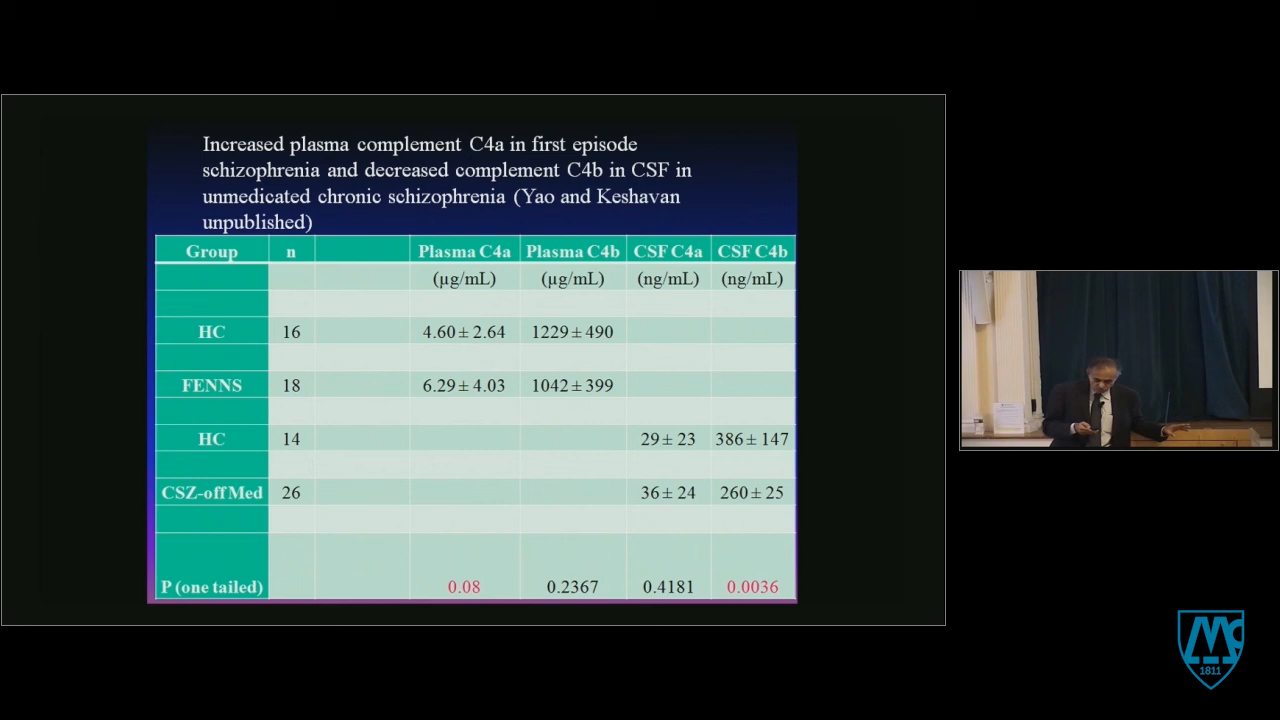 Increased plasma complement C4a in first episode
schizophrenia and decreased complement C4b in CSF in
unmedicated chronic schizophrenia (Yao and Keshavan
unpublished)
Group n Plasma C4a Plasma C4b CSF C4a CSF C4b
(µg/mL) (µg/mL) (ng/mL) (ng/mL)
HC 16 4.60 ± 2.64 1229 ± 490
FENNS 18 6.29 ± 4.03 1042 ± 399
HC 14 29 ± 23 386 ± 147
CSZ-off Med 26 36 ± 24 260 ± 25
P (one tailed) 0.08 0.2367 0.4181 0.0036
1811